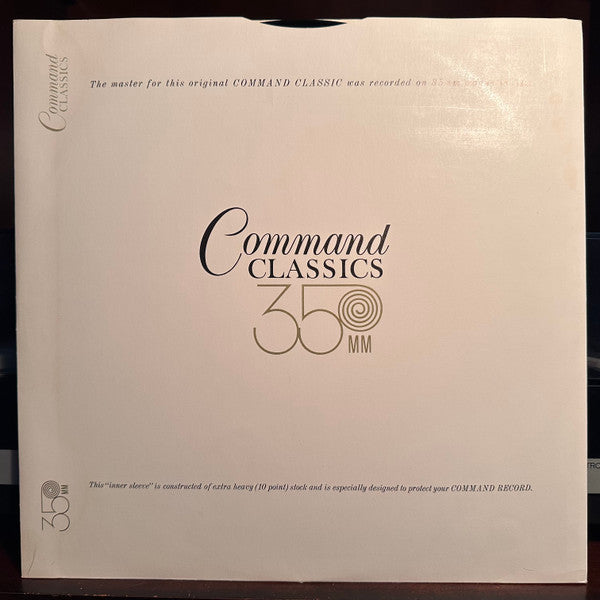 Command
CLASSICS
The master for this original COMMAND CLASSIC was recorded on 35
Command
CLASSICS
35
MM
This "inner sleeve" is constructed of extra heavy (10 point) stock and is especially designed to protect your COMMAND RECORD.
35
MM